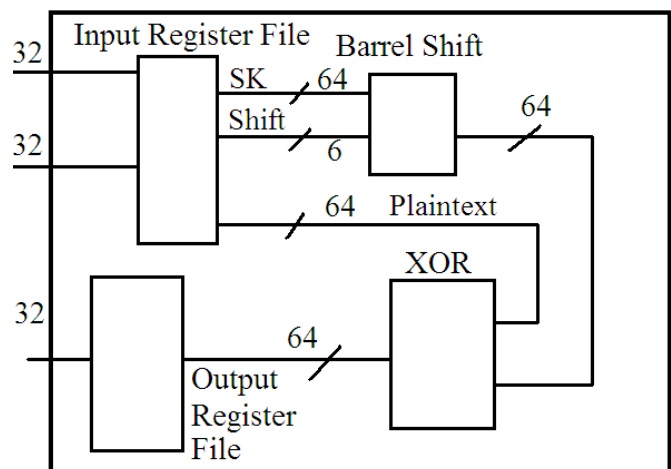 Input Register File
Barrel Shift
32
SK
64
64
Shift
32
6
64
Plaintext
XOR
32
64
Output
Register
File